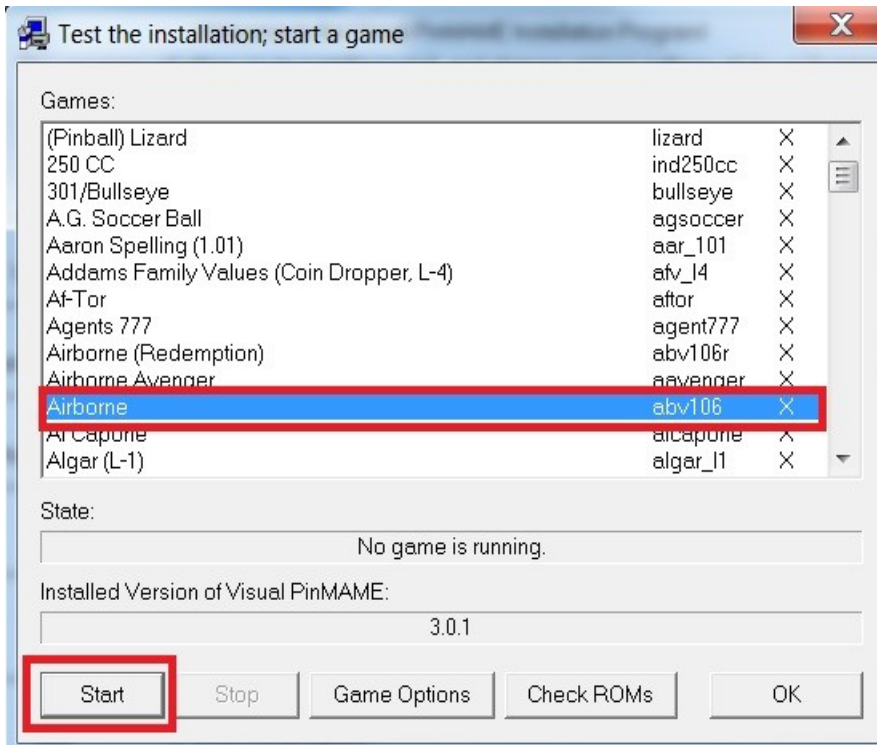 Test the installation; start a game
Games:
(Pinball) Lizard lizard X
250 CC ind250cc X
301/Bullseye bullseye X
A.G. Soccer Ball agsoccer X
Aaron Spelling (1.01) aar_101 X
Addams Family Values (Coin Dropper, L-4) afv_l4 X
Af-Tor aftor X
Agents 777 agent777 X
Airborne (Redemption) abv106r X
Airborne Avenger aavenger X
Airborne abv106 X
Al Capone alcapone X
Algar (L-1) algar_l1 X
State:
No game is running.
Installed Version of Visual PinMAME:
3.0.1
Start Stop Game Options Check ROMs OK